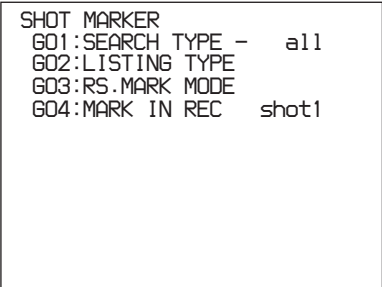 SHOT MARKER
G01:SEARCH TYPE – all
G02:LISTING TYPE
G03:RS.MARK MODE
G04:MARK IN REC shot1